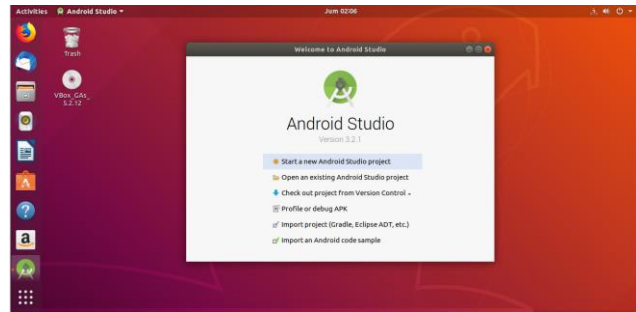 Activities Android Studio Jum 02:06
Trash
VBox_GAs_
5.2.12
Welcome to Android Studio
Android Studio
Version 3.2.1
Start a new Android Studio project
Open an existing Android Studio project
Check out project from Version Control
Profile or debug APK
Import project (Gradle, Eclipse ADT, etc.)
Import an Android code sample